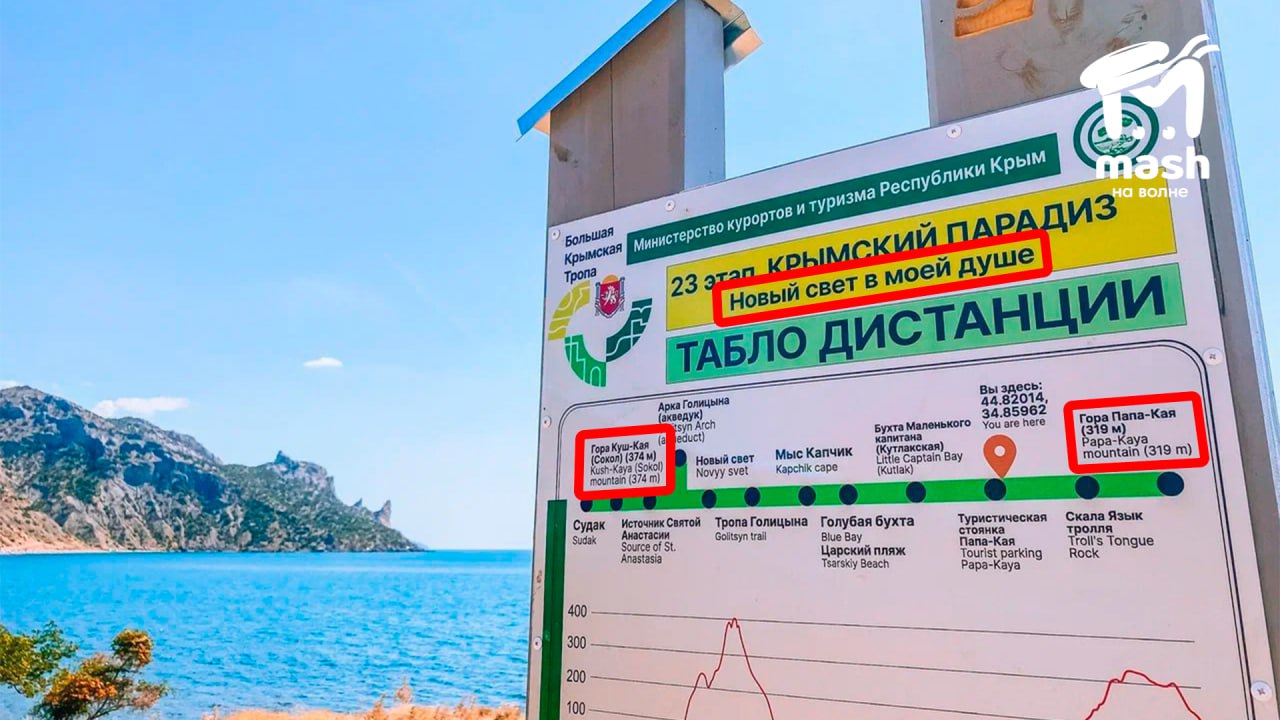 mash
на волне
Министерство курортов и туризма Республики Крым
Большая
Крымская
Тропа
23 этап. КРЫМСКИЙ ПАРАДИЗ
Новый свет в моей душе
ТАБЛО ДИСТАНЦИИ
Гора Куш-Кая
(Сокол) (374 м)
Kush-Kaya (Sokol)
mountain (374 m)
Арка Голицына
(акведук)
Новый свет
Novyy svet
Мыс Капчик
Kapchik cape
Бухта Маленького
капитана
(Кутлакская)
Little Captain Bay
(Kutlak)
Вы здесь:
44.82014,
34.85962
You are here
Гора Папа-Кая
(319 м)
Papa-Kaya
mountain (319 m)
Судак
Sudak
Источник Святой
Анастасии
Source of St.
Anastasia
Тропа Голицына
Golitsyn trail
Голубая бухта
Blue Bay
Царский пляж
Tsarskiy Beach
Туристическая
стоянка
Папа-Кая
Tourist parking
Papa-Kaya
Скала Язык
тролля
Troll's Tongue
Rock
400
300
200
100